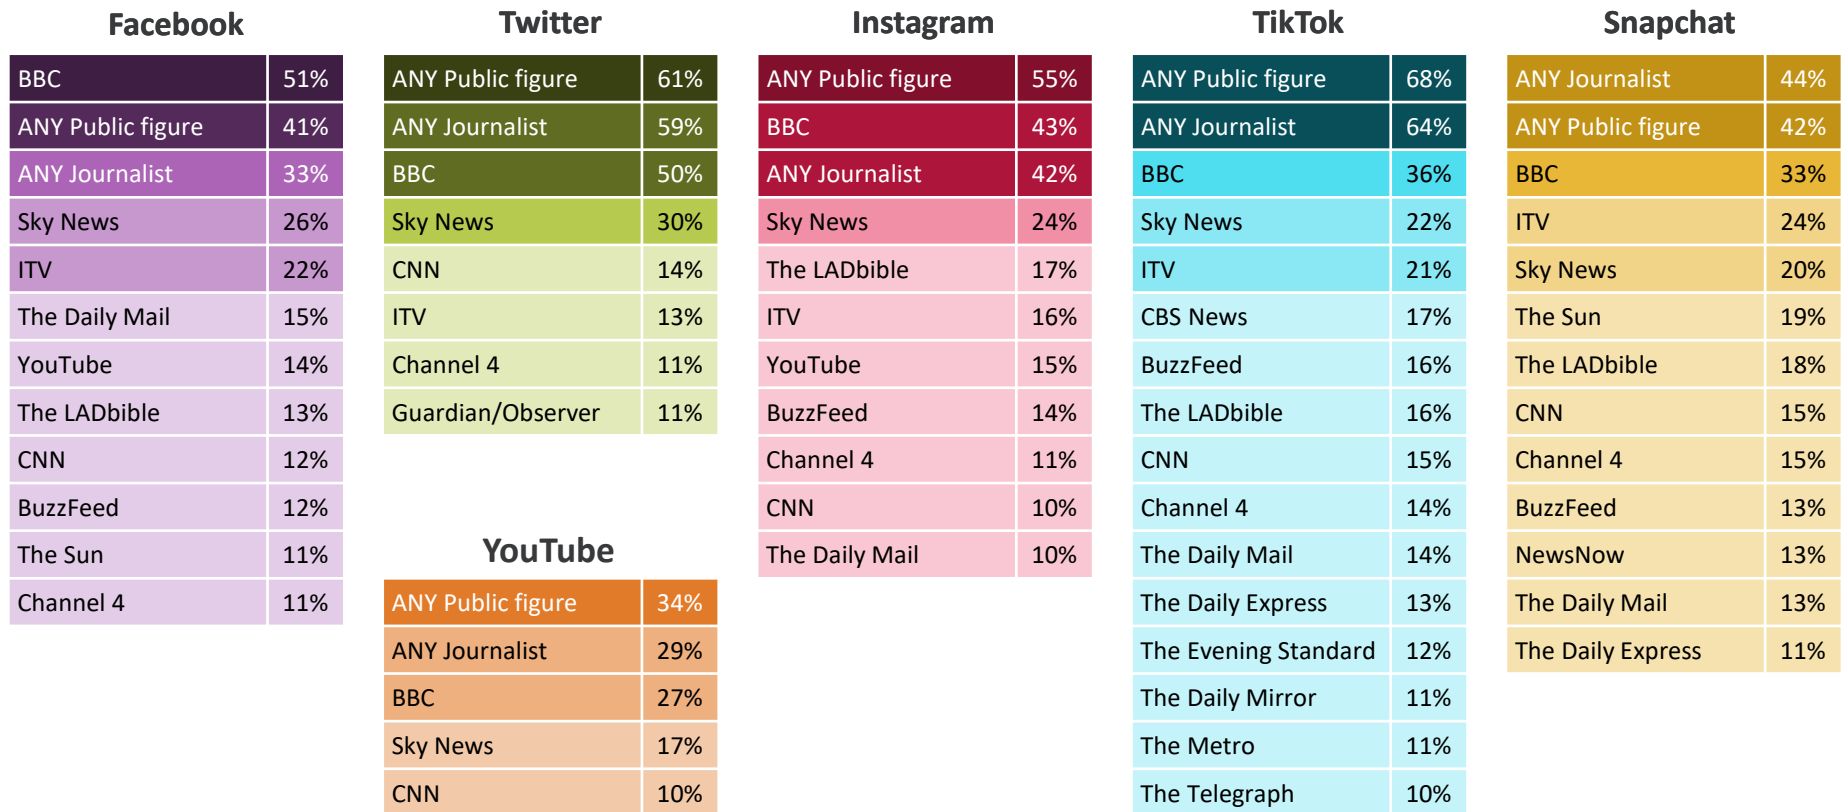 Facebook
BBC 51%
ANY Public figure 41%
ANY Journalist 33%
Sky News 26%
ITV 22%
The Daily Mail 15%
YouTube 14%
The LADbible 13%
CNN 12%
BuzzFeed 12%
The Sun 11%
Channel 4 11%
Twitter
ANY Public figure 61%
ANY Journalist 59%
BBC 50%
Sky News 30%
CNN 14%
ITV 13%
Channel 4 11%
Guardian/Observer 11%
YouTube
ANY Public figure 34%
ANY Journalist 29%
BBC 27%
Sky News 17%
CNN 10%
Instagram
ANY Public figure 55%
BBC 43%
ANY Journalist 42%
Sky News 24%
The LADbible 17%
ITV 16%
YouTube 15%
BuzzFeed 14%
Channel 4 11%
CNN 10%
The Daily Mail 10%
TikTok
ANY Public figure 68%
ANY Journalist 64%
BBC 36%
Sky News 22%
ITV 21%
CBS News 17%
BuzzFeed 16%
The LADbible 16%
CNN 15%
Channel 4 14%
The Daily Mail 14%
The Daily Express 13%
The Evening Standard 12%
The Daily Mirror 11%
The Metro 11%
The Telegraph 10%
Snapchat
ANY Journalist 44%
ANY Public figure 42%
BBC 33%
ITV 24%
Sky News 20%
The Sun 19%
The LADbible 18%
CNN 15%
Channel 4 15%
BuzzFeed 13%
NewsNow 13%
The Daily Mail 13%
The Daily Express 11%